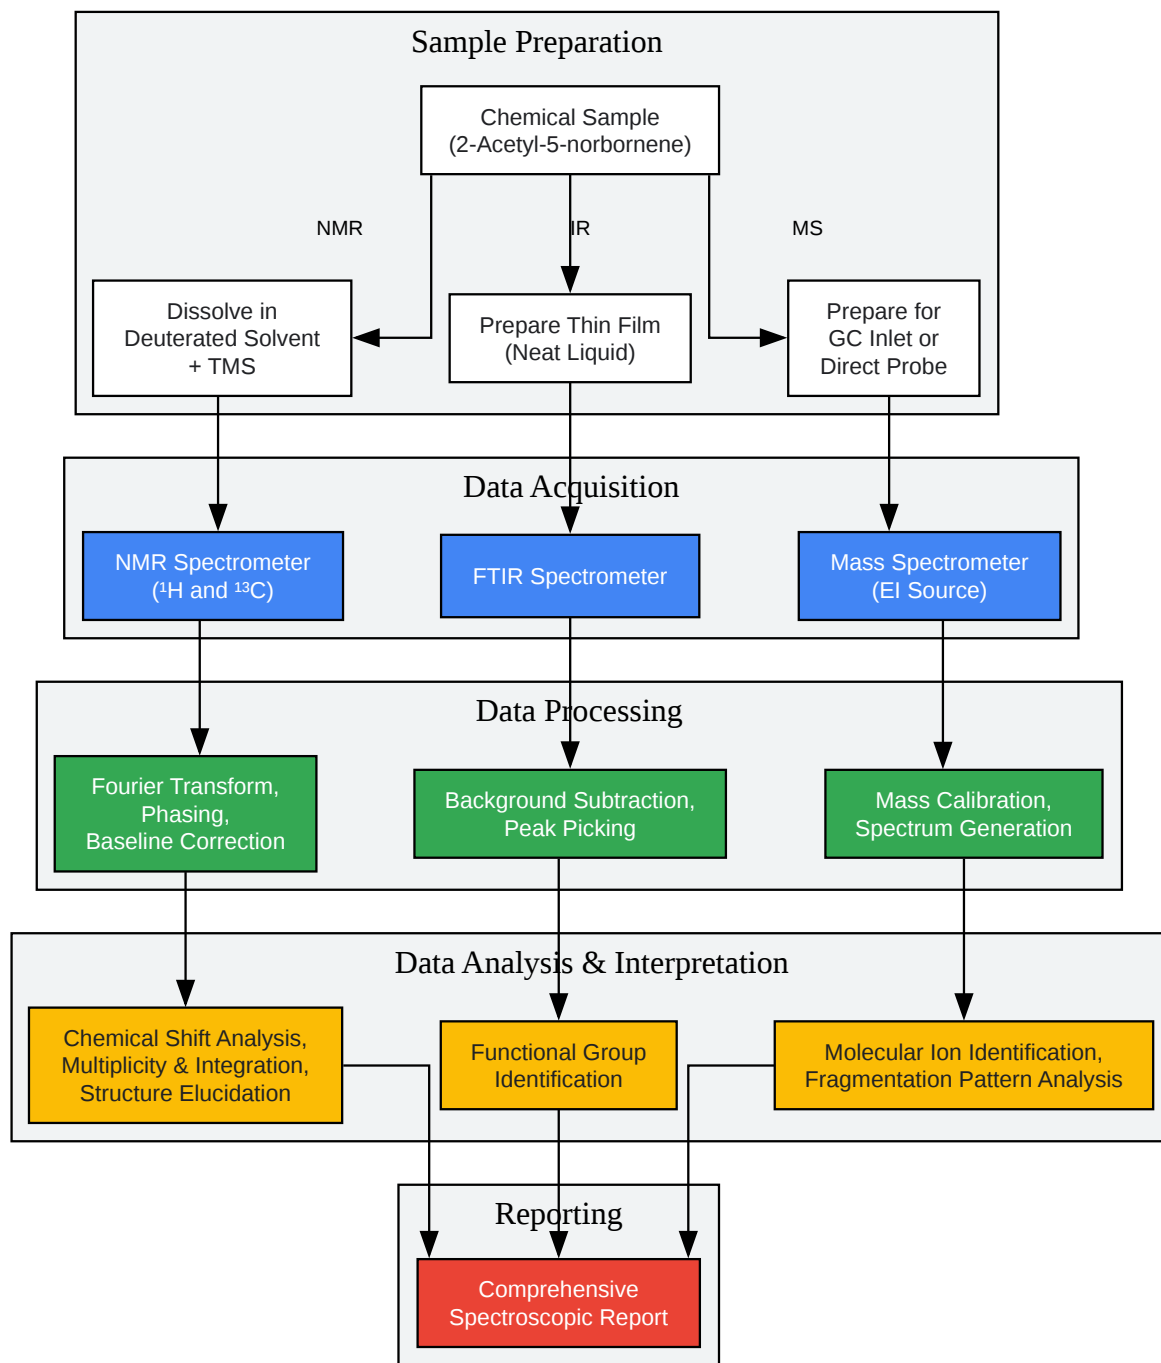 Sample Preparation
Chemical Sample
(2-Acetyl-5-norbornene)
NMR
IR
MS
Dissolve in
Deuterated Solvent
+ TMS
Prepare Thin Film
(Neat Liquid)
Prepare for
GC Inlet or
Direct Probe
Data Acquisition
NMR Spectrometer
(¹H and ¹³C)
FTIR Spectrometer
Mass Spectrometer
(EI Source)
Data Processing
Fourier Transform,
Phasing,
Baseline Correction
Background Subtraction,
Peak Picking
Mass Calibration,
Spectrum Generation
Data Analysis & Interpretation
Chemical Shift Analysis,
Multiplicity & Integration,
Structure Elucidation
Functional Group
Identification
Molecular Ion Identification,
Fragmentation Pattern Analysis
Reporting
Comprehensive
Spectroscopic Report